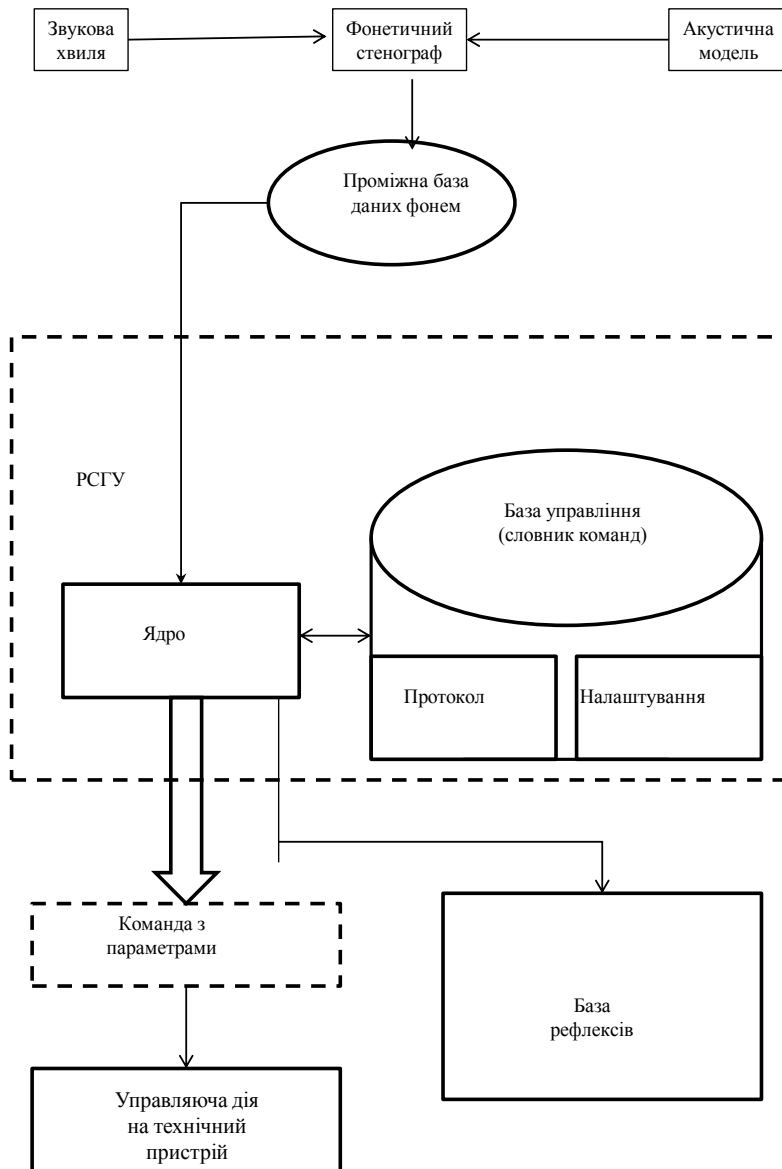 Звукова
хвиля
Фонетичний
стенограф
Акустична
модель
Проміжна база
даних фонем
РСГУ
База управління
(словник команд)
Ядро
Протокол
Налаштування
Команда з
параметрами
База
рефлексів
Управляюча дія
на технічний
пристрій